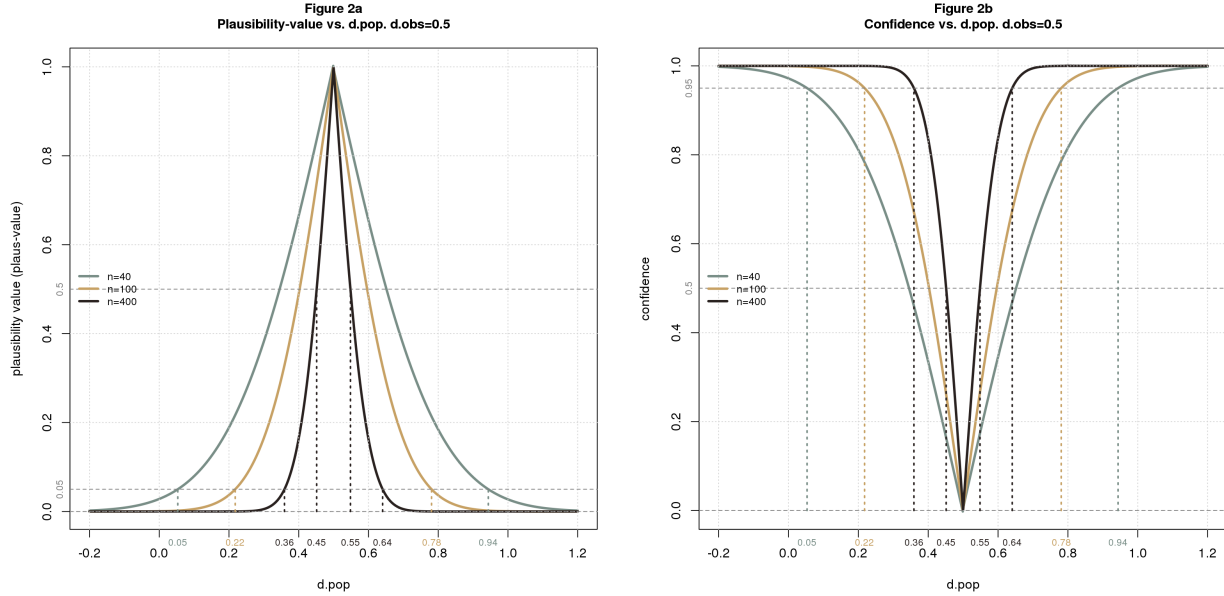 Figure 2a
Plausibility-value vs. d.pop. d.obs=0.5
plausibility value (plaus-value)
1.0
0.8
0.6
0.5
0.4
0.2
0.05
0.0
n=40
n=100
n=400
0.05 0.22 0.36 0.45 0.55 0.64 0.78 0.94
-0.2 0.0 0.2 0.4 0.6 0.8 1.0 1.2
d.pop
Figure 2b
Confidence vs. d.pop. d.obs=0.5
confidence
1.0
0.95
0.8
0.6
0.5
0.4
0.2
0.0
n=40
n=100
n=400
0.05 0.22 0.36 0.45 0.55 0.64 0.78 0.94
-0.2 0.0 0.2 0.4 0.6 0.8 1.0 1.2
d.pop